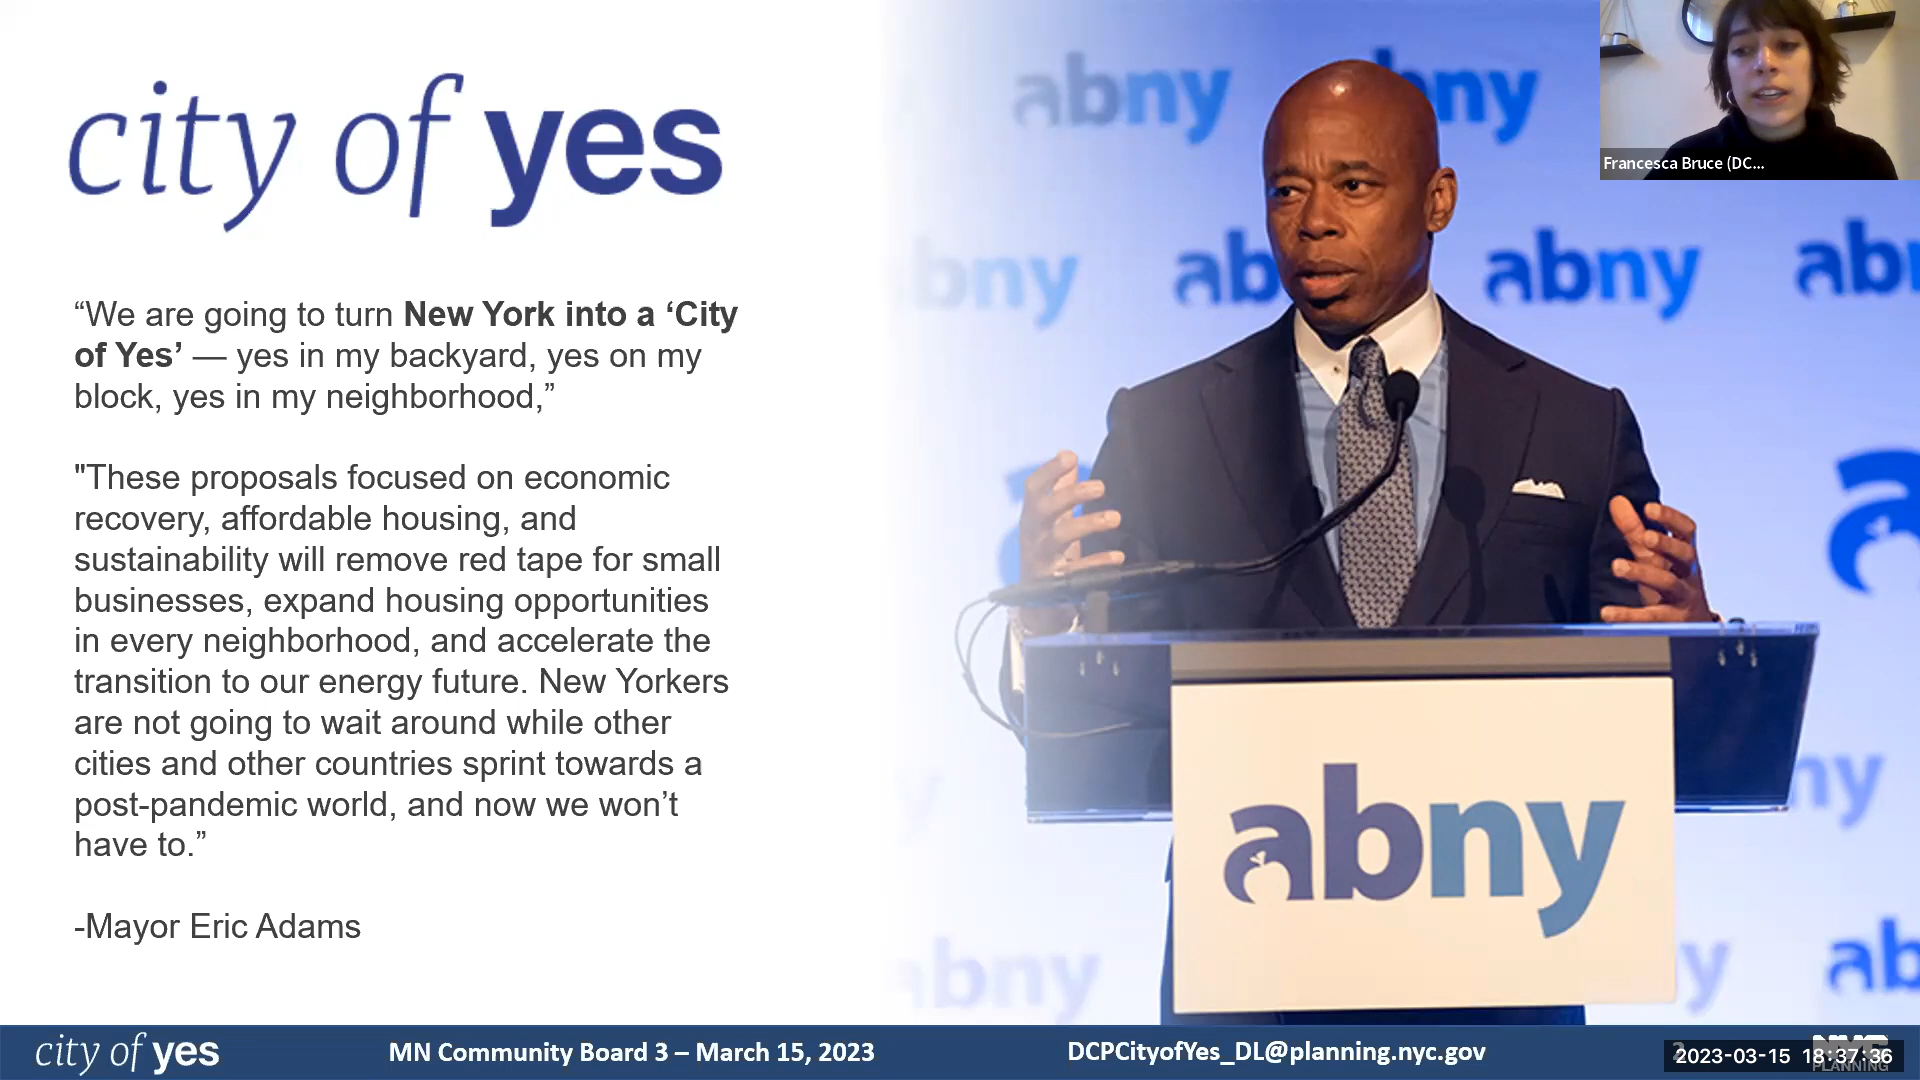 city of yes
“We are going to turn New York into a ‘City
of Yes’ — yes in my backyard, yes on my
block, yes in my neighborhood,”
"These proposals focused on economic
recovery, affordable housing, and
sustainability will remove red tape for small
businesses, expand housing opportunities
in every neighborhood, and accelerate the
transition to our energy future. New Yorkers
are not going to wait around while other
cities and other countries sprint towards a
post-pandemic world, and now we won’t
have to.”
-Mayor Eric Adams
abny
abny
abny
abny
abny
Francesca Bruce (DC...
city of yes
MN Community Board 3 – March 15, 2023
DCPCityofYes_DL@planning.nyc.gov
NYC
PLANNING
2023-03-15 18:37:36